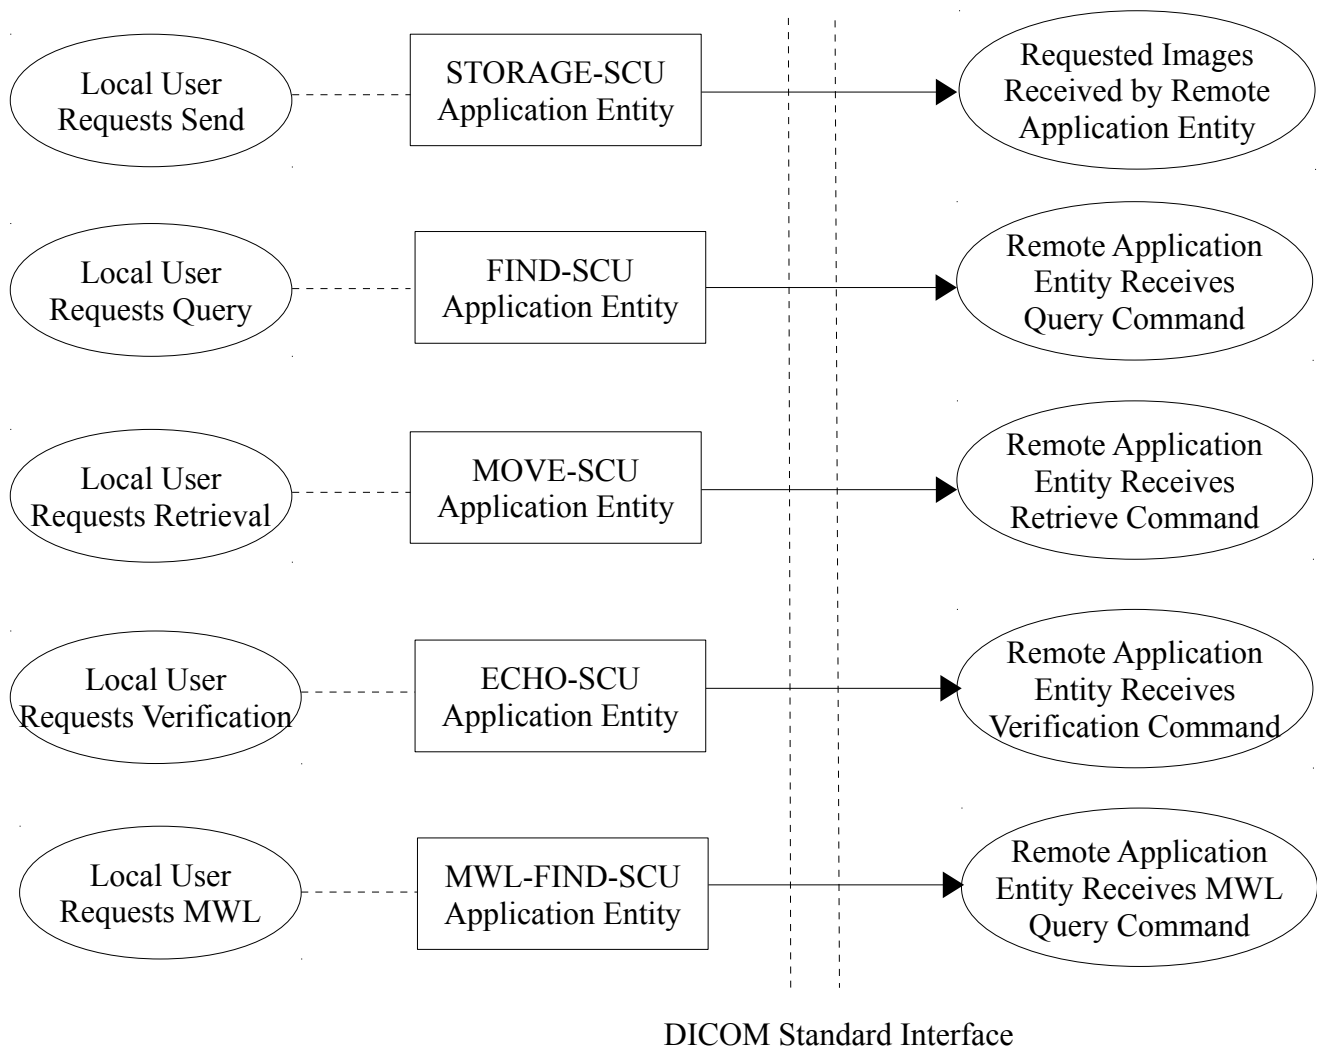 Local User
Requests Send
STORAGE-SCU
Application Entity
Requested Images
Received by Remote
Application Entity
Local User
Requests Query
FIND-SCU
Application Entity
Remote Application
Entity Receives
Query Command
Local User
Requests Retrieval
MOVE-SCU
Application Entity
Remote Application
Entity Receives
Retrieve Command
Local User
Requests Verification
ECHO-SCU
Application Entity
Remote Application
Entity Receives
Verification Command
Local User
Requests MWL
MWL-FIND-SCU
Application Entity
Remote Application
Entity Receives MWL
Query Command
DICOM Standard Interface